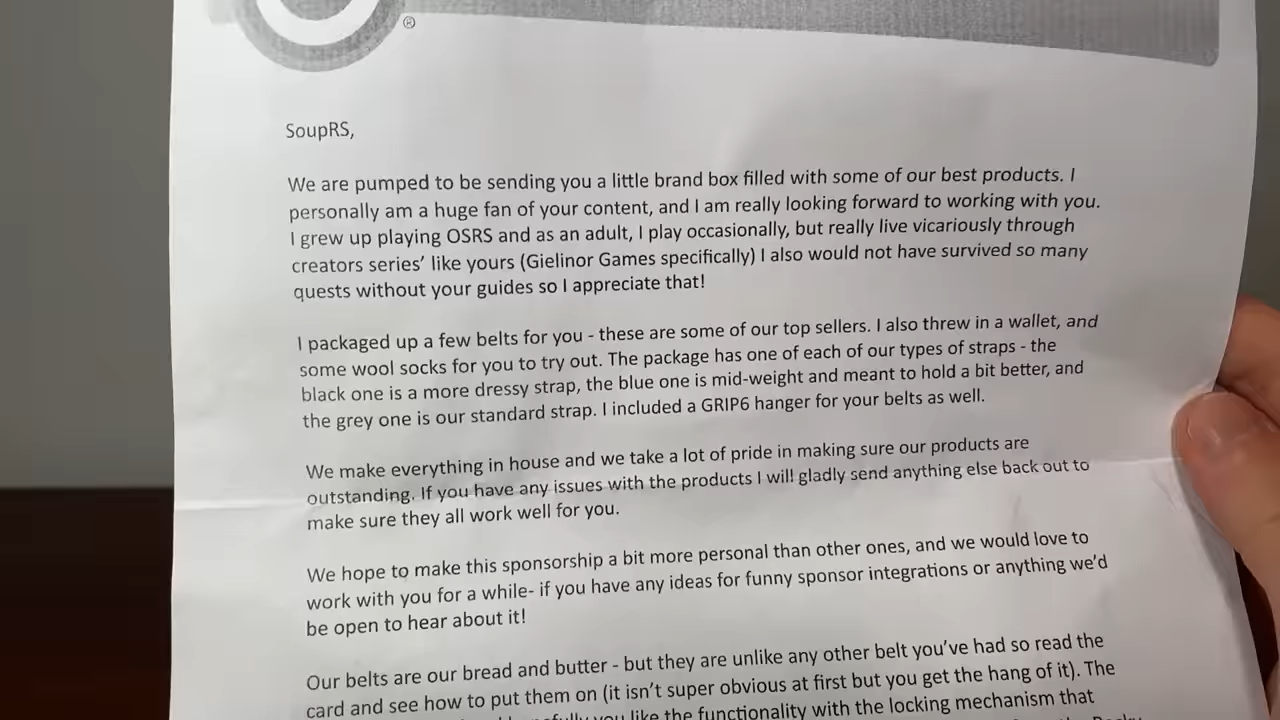 ®
SoupRS,
We are pumped to be sending you a little brand box filled with some of our best products. I
personally am a huge fan of your content, and I am really looking forward to working with you.
I grew up playing OSRS and as an adult, I play occasionally, but really live vicariously through
creators series' like yours (Gielinor Games specifically) I also would not have survived so many
quests without your guides so I appreciate that!
I packaged up a few belts for you - these are some of our top sellers. I also threw in a wallet, and
some wool socks for you to try out. The package has one of each of our types of straps - the
black one is a more dressy strap, the blue one is mid-weight and meant to hold a bit better, and
the grey one is our standard strap. I included a GRIP6 hanger for your belts as well.
We make everything in house and we take a lot of pride in making sure our products are
outstanding. If you have any issues with the products I will gladly send anything else back out to
make sure they all work well for you.
We hope to make this sponsorship a bit more personal than other ones, and we would love to
work with you for a while- if you have any ideas for funny sponsor integrations or anything we'd
be open to hear about it!
Our belts are our bread and butter - but they are unlike any other belt you've had so read the
card and see how to put them on (it isn't super obvious at first but you get the hang of it). The
you like the functionality with the locking mechanism that